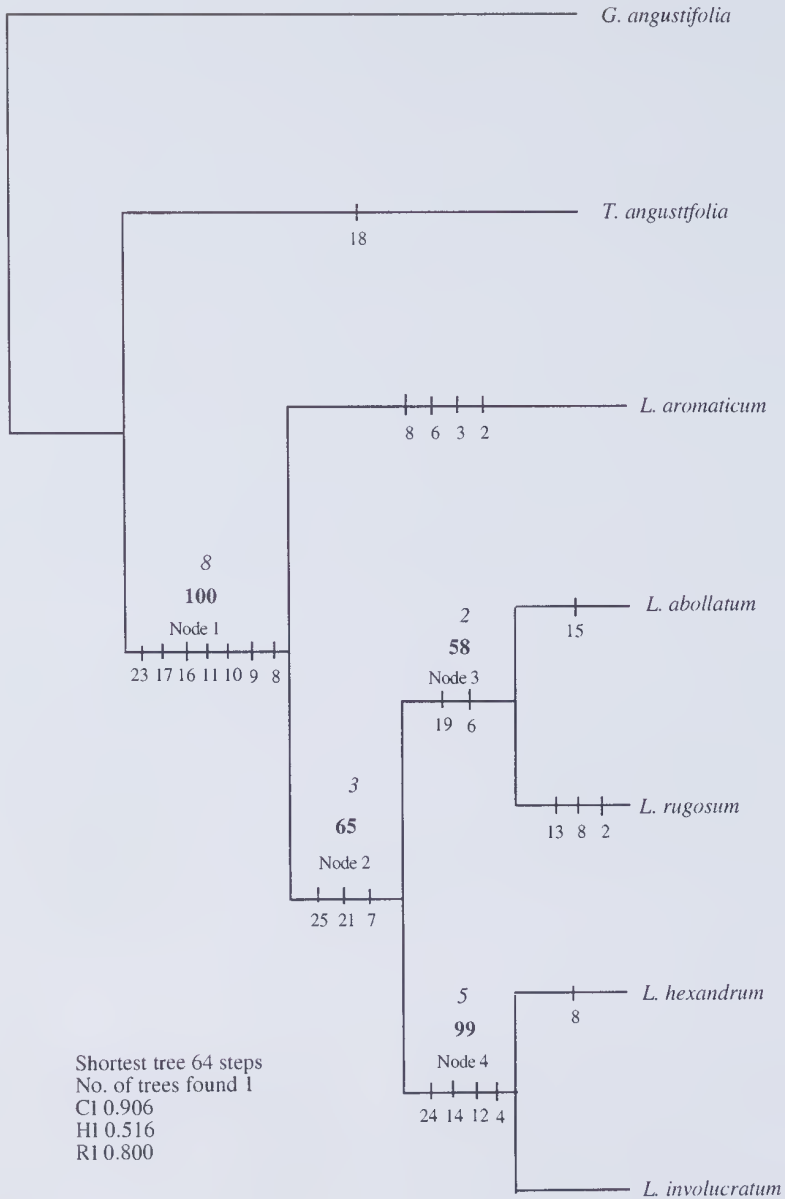 G. angustifolia
T. angusttfolia
18
L. aromaticum
8 6 3 2
8
100
Node 1
23 17 16 11 10 9 8
L. abollatum
15
2
58
Node 3
19 6
L. rugosum
13 8 2
3
65
Node 2
25 21 7
L. hexandrum
8
5
99
Node 4
24 14 12 4
Shortest tree 64 steps
No. of trees found 1
C1 0.906
H1 0.516
R1 0.800
L. involucratum